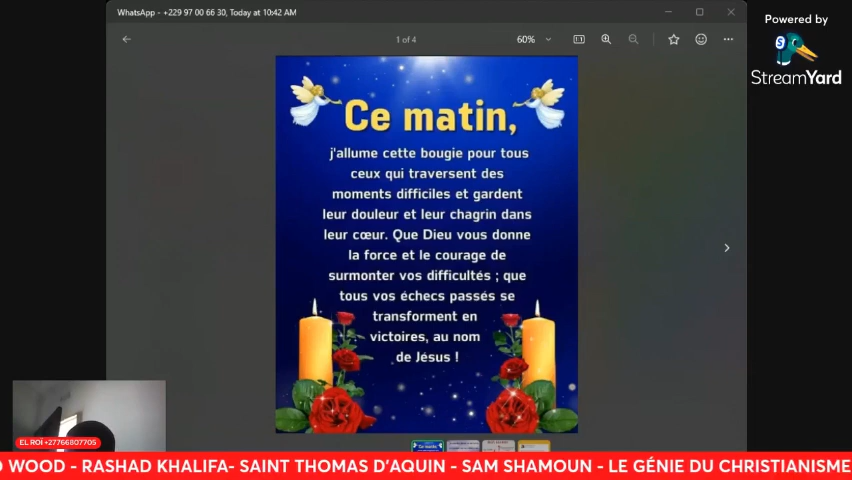 WhatsApp - +229 97 00 66 30, Today at 10:42 AM
Powered by
StreamYard
1 of 4
60%
1:1
Ce matin,
j'allume cette bougie pour tous
ceux qui traversent des
moments difficiles et gardent
leur douleur et leur chagrin dans
leur cœur. Que Dieu vous donne
la force et le courage de
surmonter vos difficultés ; que
tous vos échecs passés se
transforment en
victoires, au nom
de Jésus !
EL ROI +27766807705
D WOOD - RASHAD KHALIFA- SAINT THOMAS D'AQUIN - SAM SHAMOUN - LE GÉNIE DU CHRISTIANISME